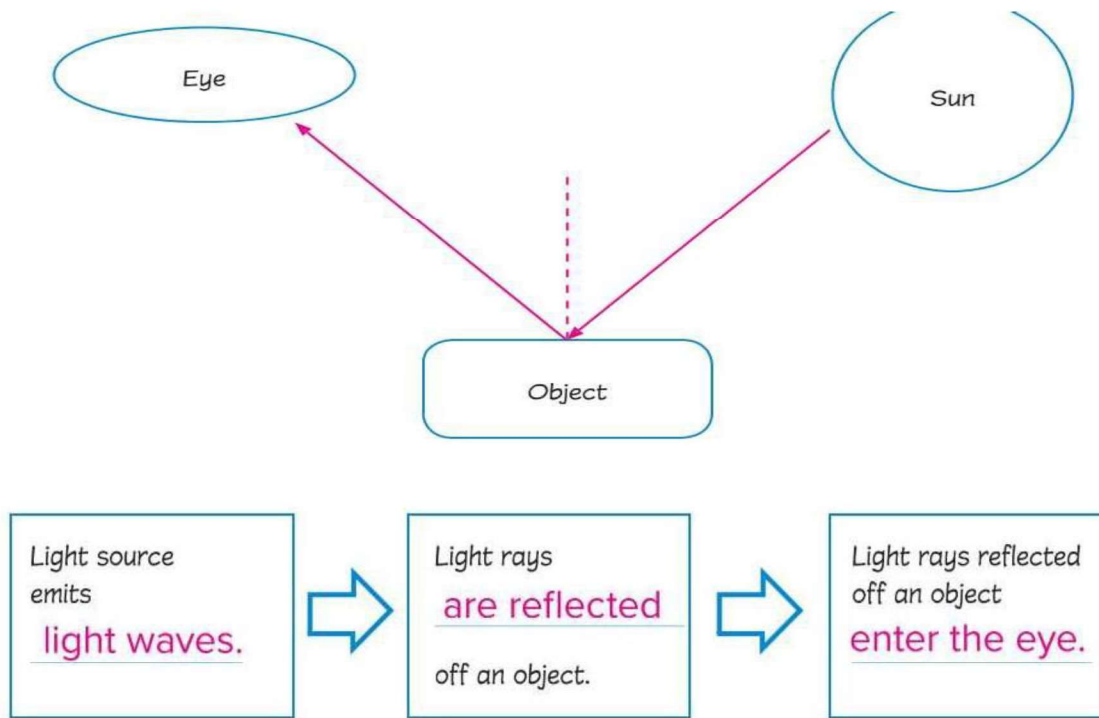 Eye
Sun
Object
Light source
emits
light waves.
Light rays
are reflected
off an object.
Light rays reflected
off an object
enter the eye.